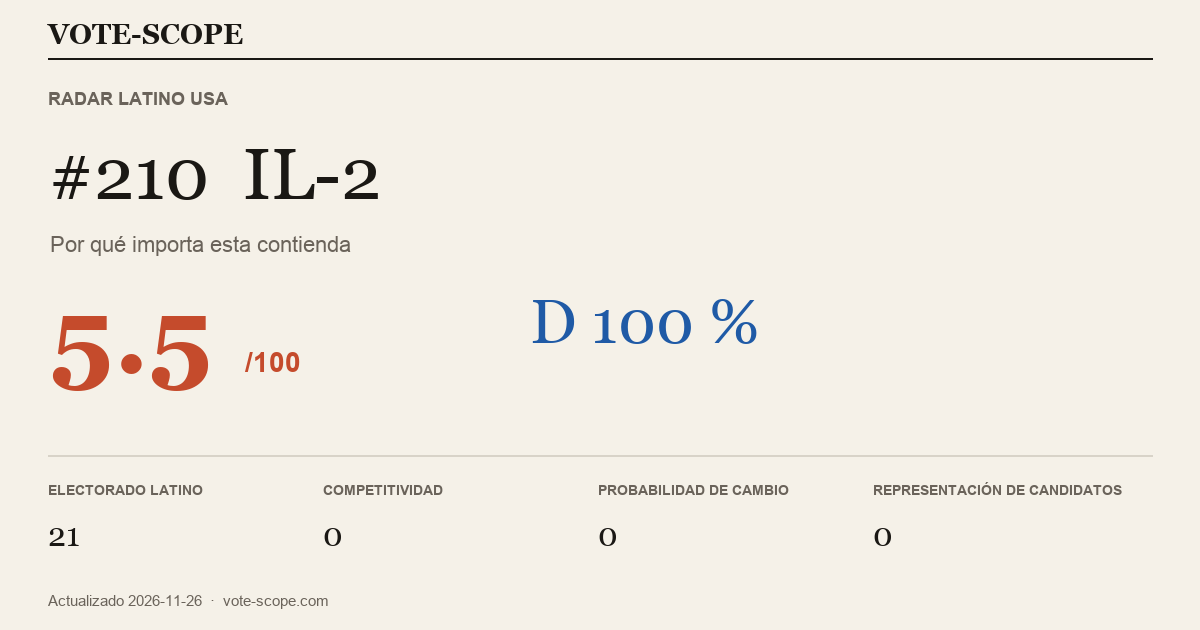 VOTE-SCOPE
RADAR LATINO USA
#210 IL-2
Por qué importa esta contienda
5.5 /100
D 100 %
ELECTORADO LATINO COMPETITIVIDAD PROBABILIDAD DE CAMBIO REPRESENTACIÓN DE CANDIDATOS
21 0 0 0
Actualizado 2026-11-26 · vote-scope.com